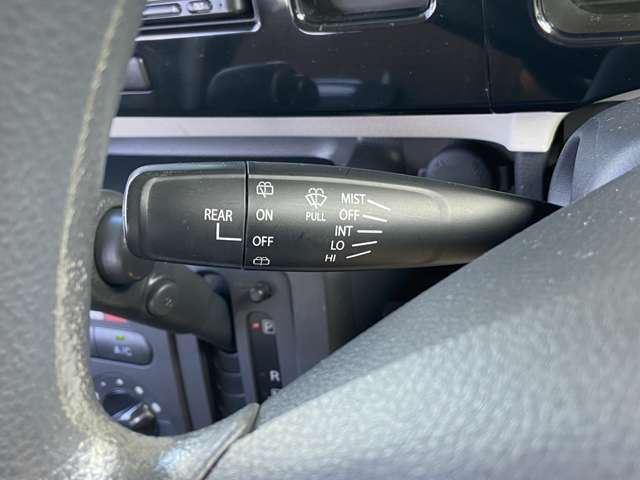 REAR
ON
OFF
PULL
MIST
OFF
INT
LO
HI
A/C
R